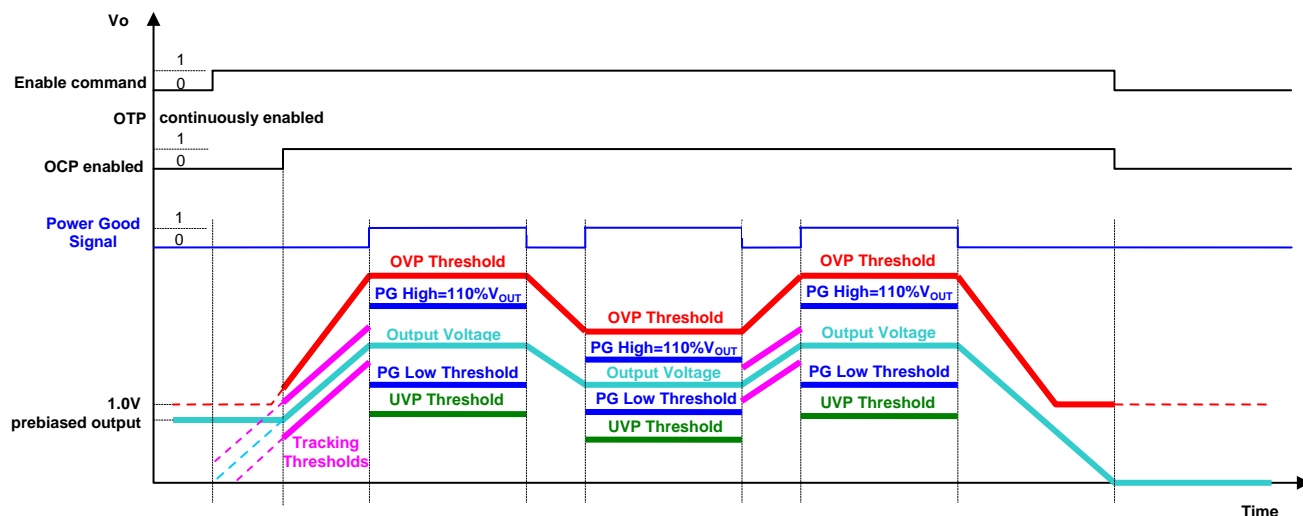 Vo
1
Enable command
0
OTP continuously enabled
1
OCP enabled
0
Power Good
Signal
1
0
OVP Threshold
OVP Threshold
PG High=110%VOUT
PG High=110%VOUT
OVP Threshold
Output Voltage
Output Voltage
PG High=110%VOUT
PG Low Threshold
Output Voltage
PG Low Threshold
1.0V
prebiased output
PG Low Threshold
UVP Threshold
UVP Threshold
UVP Threshold
Tracking
Thresholds
Time